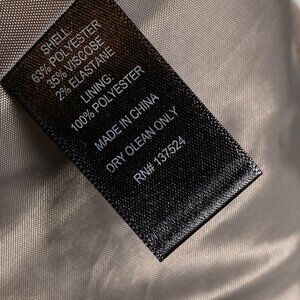 SHELL:
63% POLYESTER
35% VISCOSE
2% ELASTANE
LINING:
100% POLYESTER
MADE IN CHINA
DRY CLEAN ONLY
RN# 137524